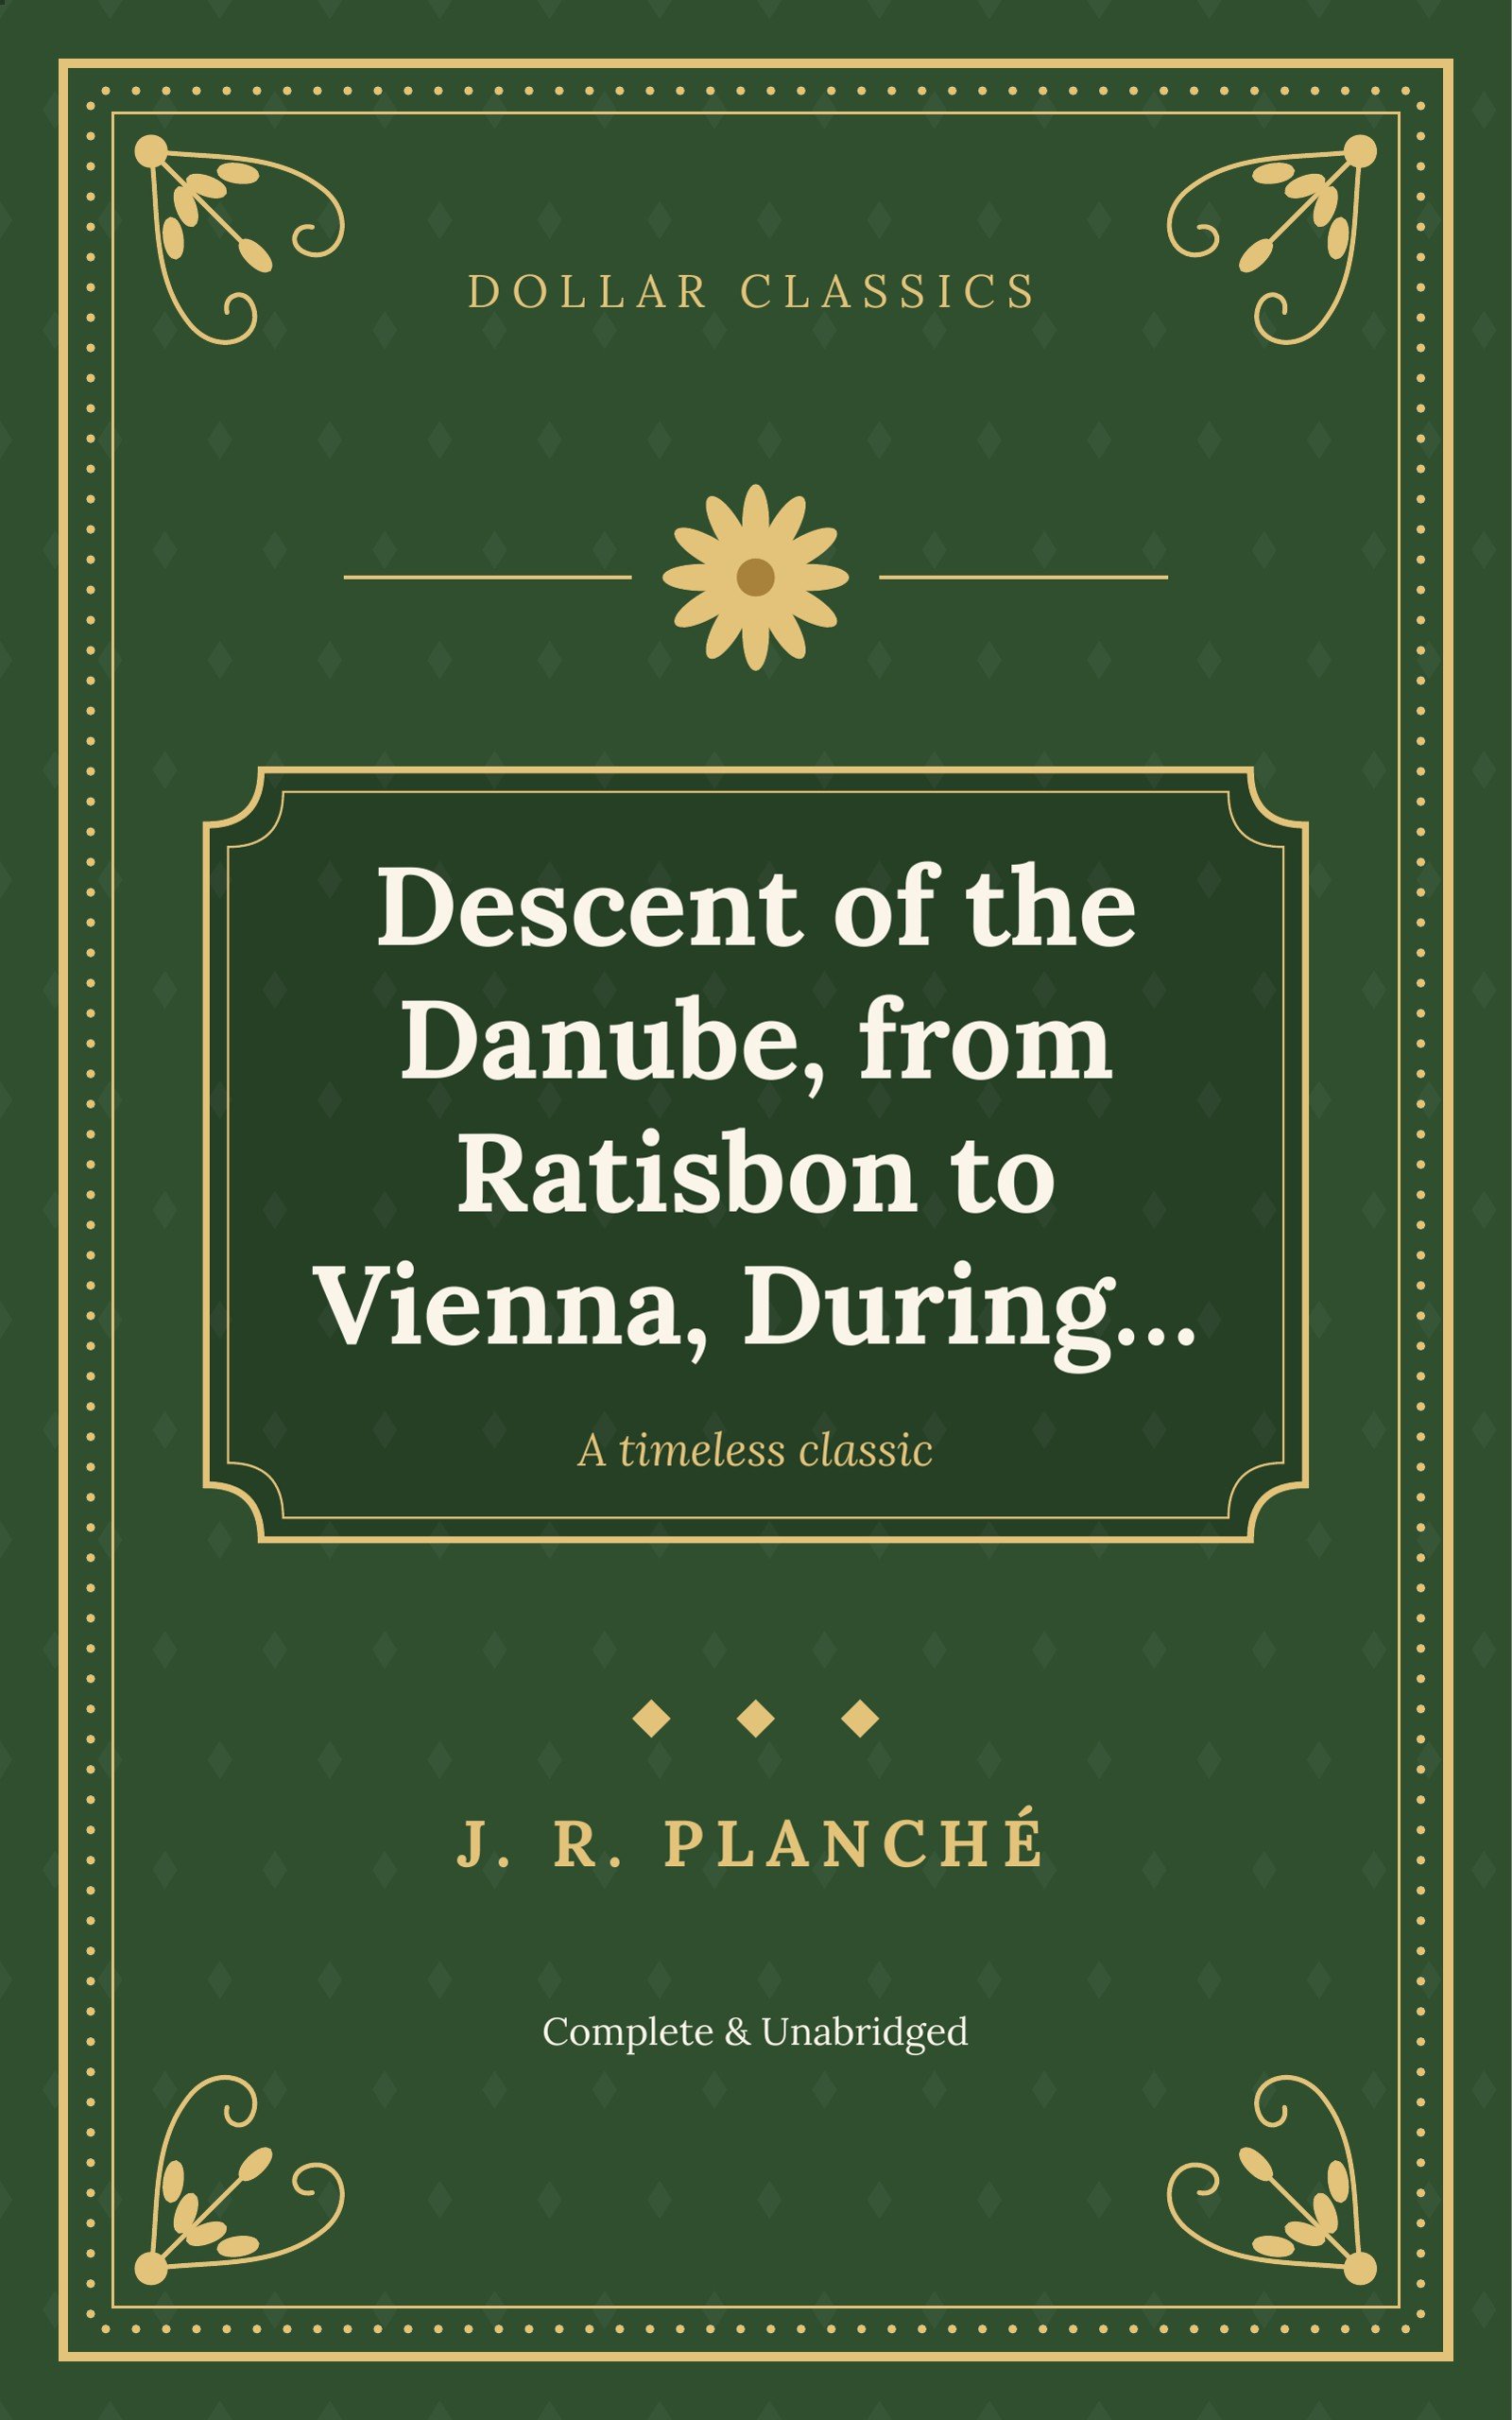 DOLLAR CLASSICS
Descent of the
Danube, from
Ratisbon to
Vienna, During...
A timeless classic
J. R. PLANCHÉ
Complete & Unabridged